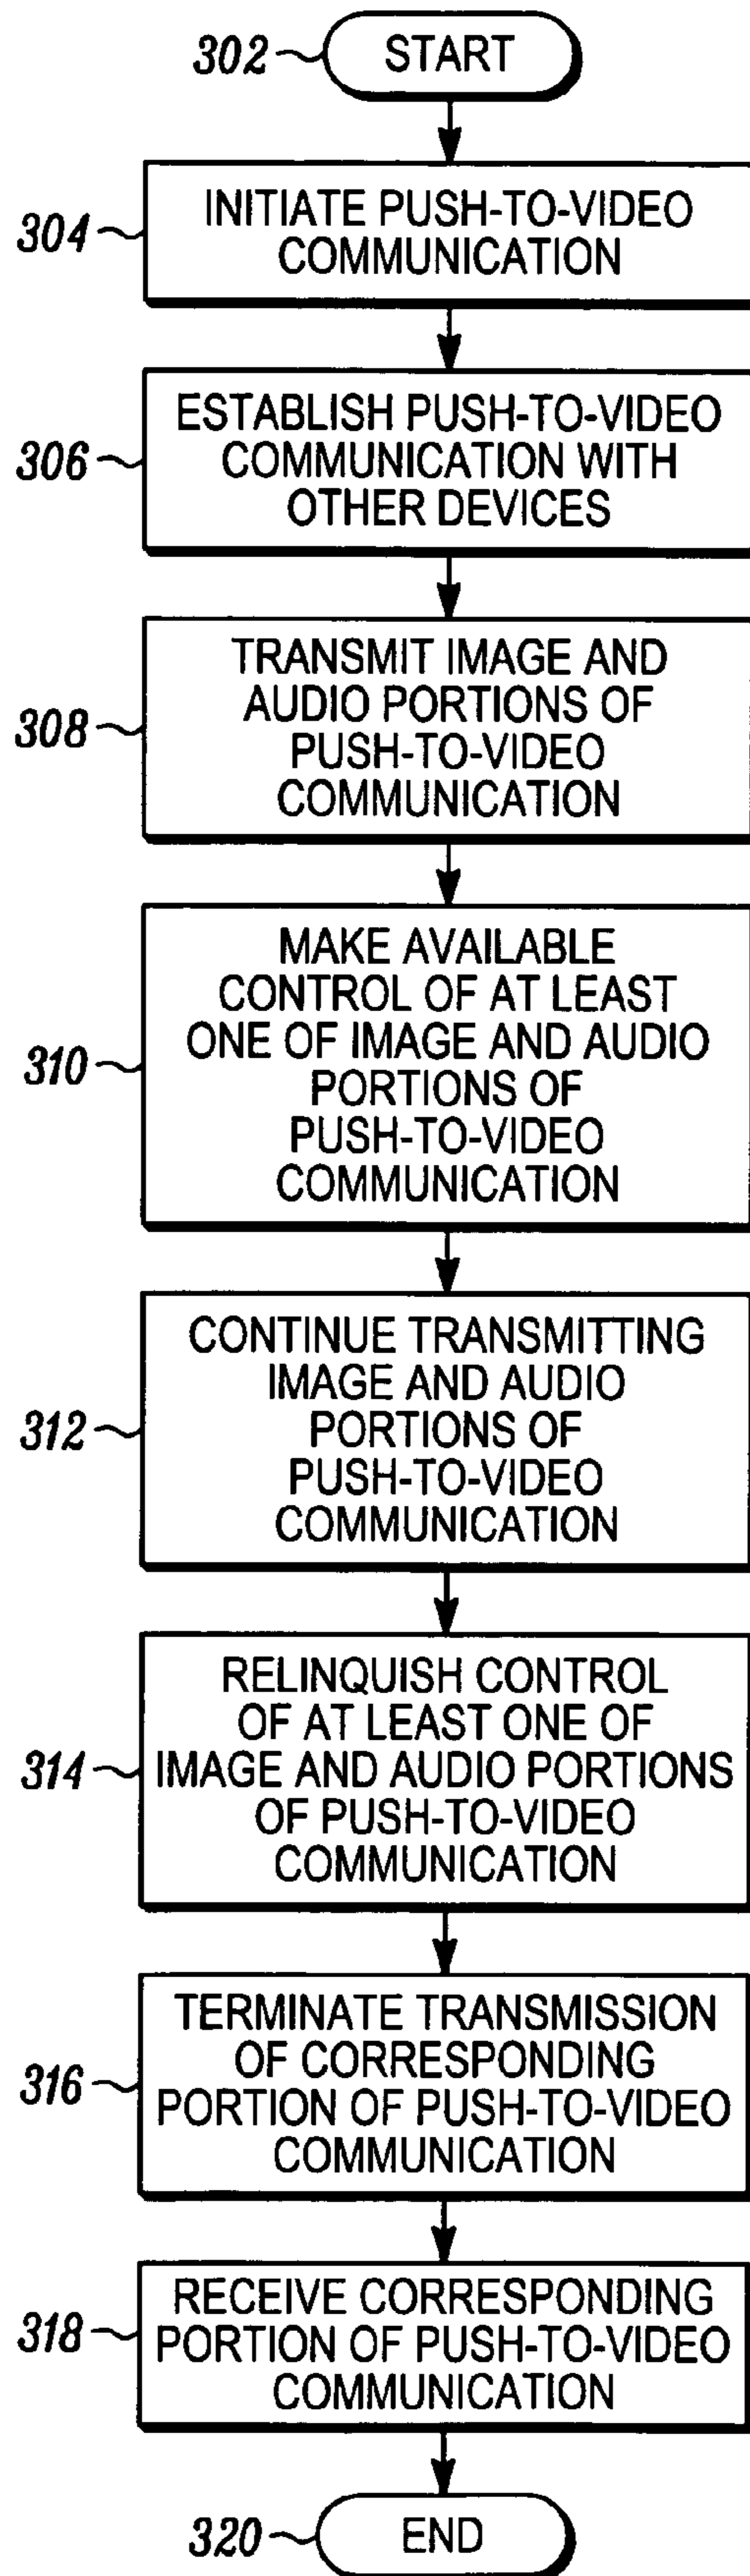 302
START
304
INITIATE PUSH-TO-VIDEO
COMMUNICATION
306
ESTABLISH PUSH-TO-VIDEO
COMMUNICATION WITH
OTHER DEVICES
308
TRANSMIT IMAGE AND
AUDIO PORTIONS OF
PUSH-TO-VIDEO
COMMUNICATION
310
MAKE AVAILABLE
CONTROL OF AT LEAST
ONE OF IMAGE AND AUDIO
PORTIONS OF
PUSH-TO-VIDEO
COMMUNICATION
312
CONTINUE TRANSMITTING
IMAGE AND AUDIO
PORTIONS OF
PUSH-TO-VIDEO
COMMUNICATION
314
RELINQUISH CONTROL
OF AT LEAST ONE OF
IMAGE AND AUDIO PORTIONS
OF PUSH-TO-VIDEO
COMMUNICATION
316
TERMINATE TRANSMISSION
OF CORRESPONDING
PORTION OF PUSH-TO-VIDEO
COMMUNICATION
318
RECEIVE CORRESPONDING
PORTION OF PUSH-TO-VIDEO
COMMUNICATION
320
END